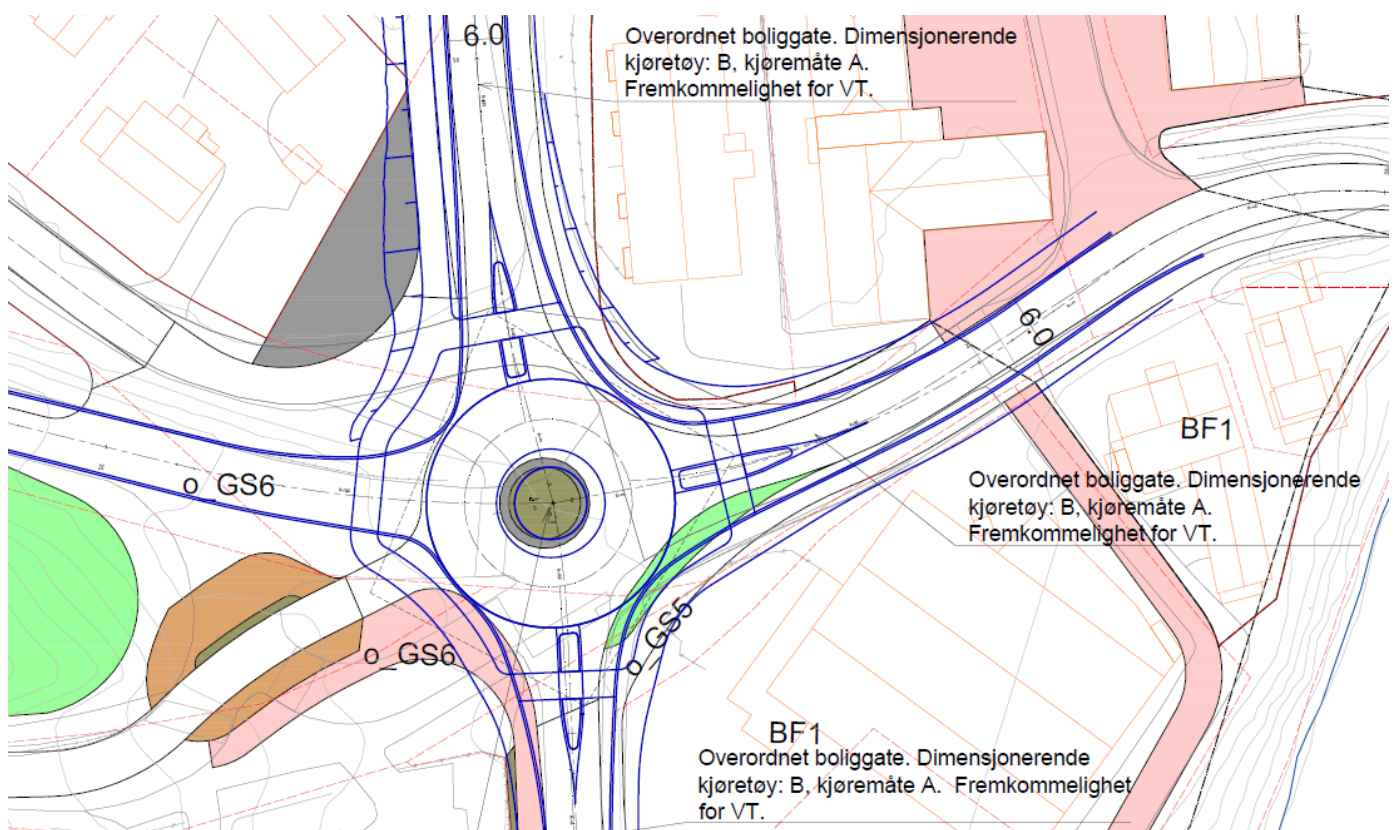 6.0
Overordnet boliggate. Dimensjonerende
kjøretøy: B, kjøremåte A.
Fremkommelighet for VT.
6.0
BF1
o_GS6
Overordnet boliggate. Dimensjonerende
kjøretøy: B, kjøremåte A.
Fremkommelighet for VT.
o_GS5
o_GS6
BF1
Overordnet boliggate. Dimensjonerende
kjøretøy: B, kjøremåte A. Fremkommelighet
for VT.